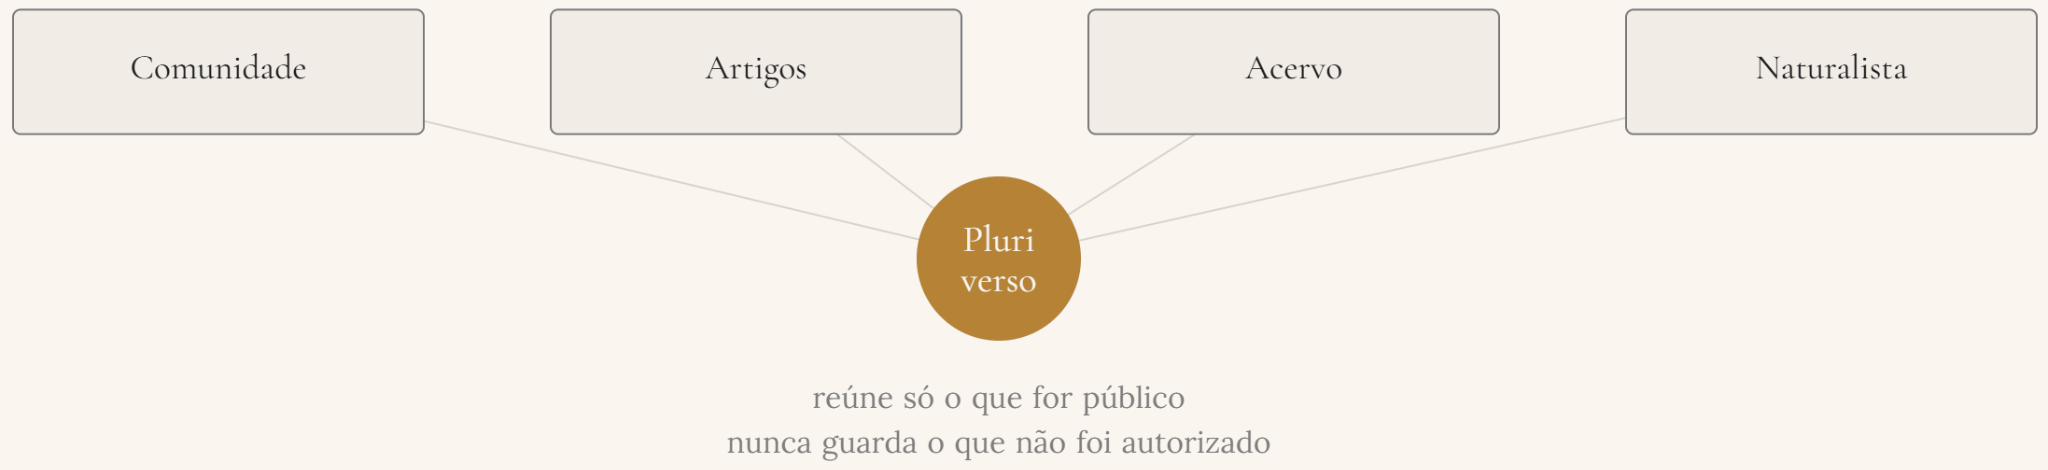 Comunidade
Artigos
Acervo
Naturalista
Pluri
verso
reúne só o que for público
nunca guarda o que não foi autorizado